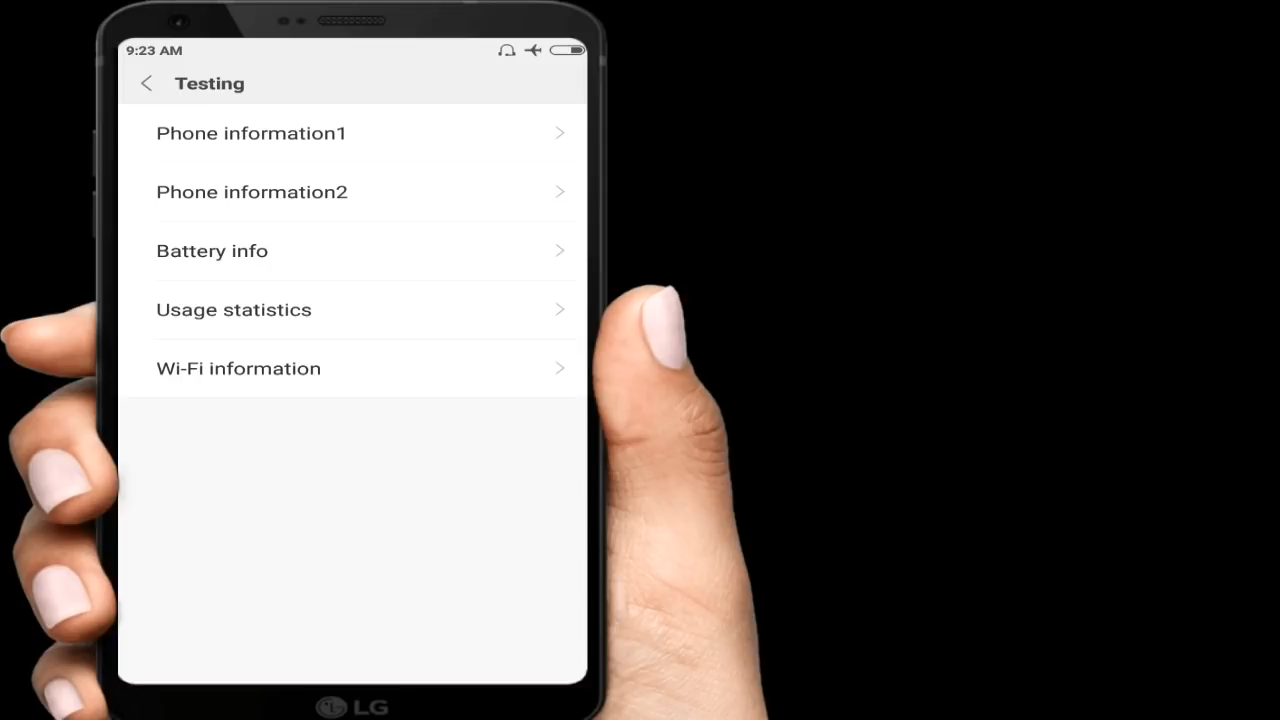 9:23 AM
Testing
Phone information1
Phone information2
Battery info
Usage statistics
Wi-Fi information
LG